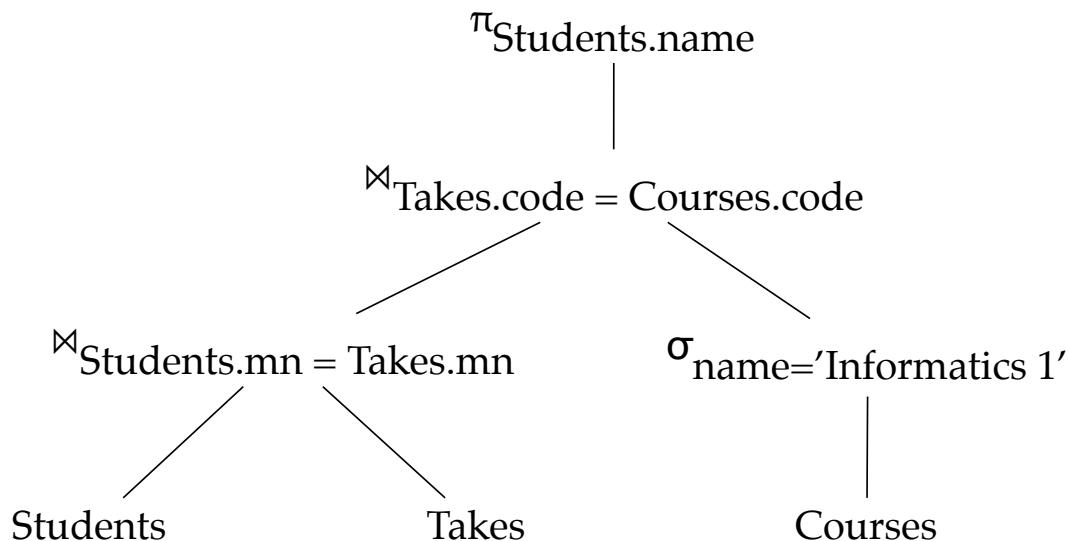 πStudents.name
⋈Takes.code = Courses.code
⋈Students.mn = Takes.mn
σname=’Informatics 1’
Students
Takes
Courses